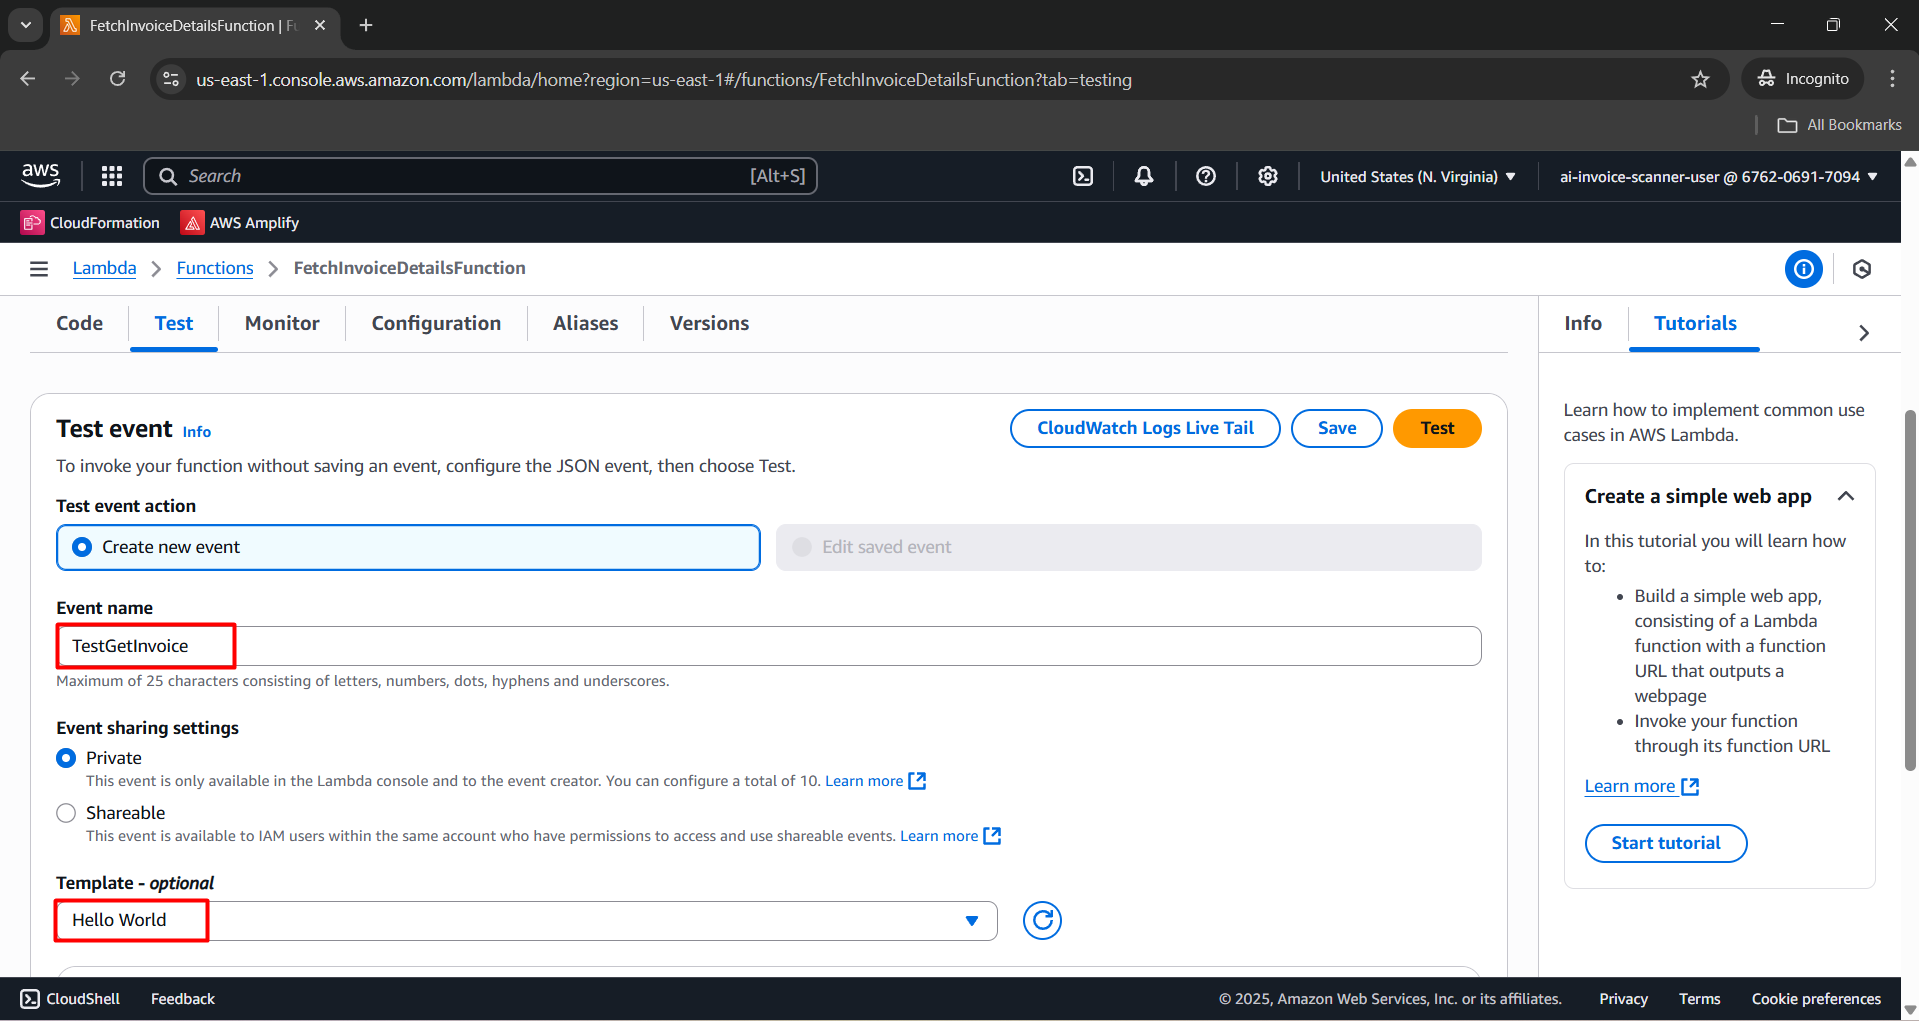 FetchInvoiceDetailsFunction | Fu
us-east-1.console.aws.amazon.com/lambda/home?region=us-east-1#/functions/FetchInvoiceDetailsFunction?tab=testing
Incognito
All Bookmarks
aws
Search
[Alt+S]
United States (N. Virginia)
ai-invoice-scanner-user @ 6762-0691-7094
CloudFormation
AWS Amplify
Lambda
Functions
FetchInvoiceDetailsFunction
Code
Test
Monitor
Configuration
Aliases
Versions
Test event Info
CloudWatch Logs Live Tail
Save
Test
To invoke your function without saving an event, configure the JSON event, then choose Test.
Test event action
Create new event
Edit saved event
Event name
TestGetInvoice
Maximum of 25 characters consisting of letters, numbers, dots, hyphens and underscores.
Event sharing settings
Private
This event is only available in the Lambda console and to the event creator. You can configure a total of 10. Learn more
Shareable
This event is available to IAM users within the same account who have permissions to access and use shareable events. Learn more
Template - optional
Hello World
Info
Tutorials
Learn how to implement common use
cases in AWS Lambda.
Create a simple web app
In this tutorial you will learn how
to:
• Build a simple web app,
consisting of a Lambda
function with a function
URL that outputs a
webpage
• Invoke your function
through its function URL
Learn more
Start tutorial
CloudShell
Feedback
© 2025, Amazon Web Services, Inc. or its affiliates.
Privacy
Terms
Cookie preferences